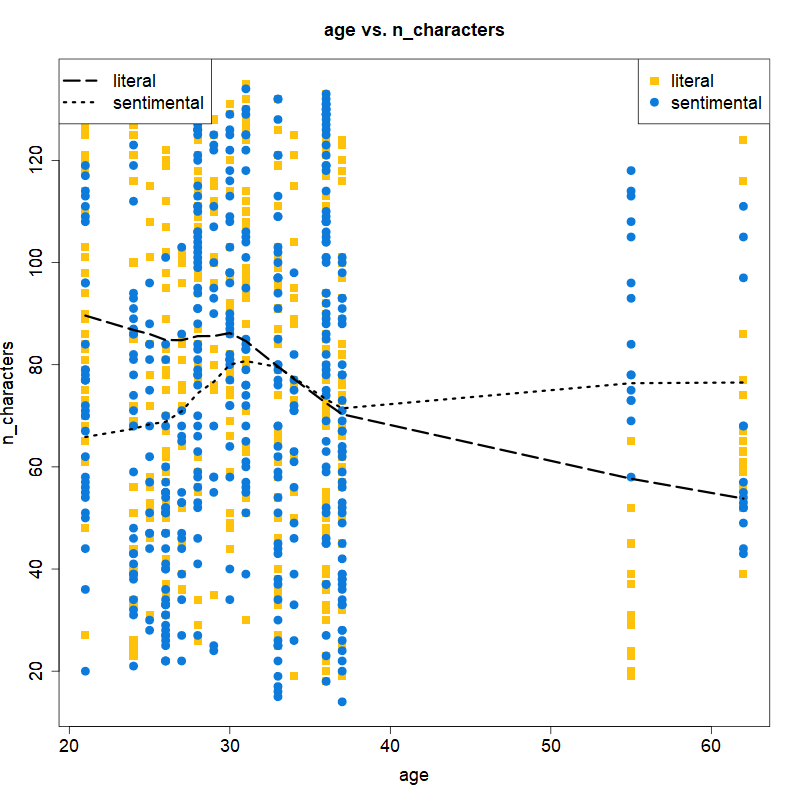 age vs. n_characters
literal
sentimental
literal
sentimental
n_characters
120
100
80
60
40
20
20
30
40
50
60
age